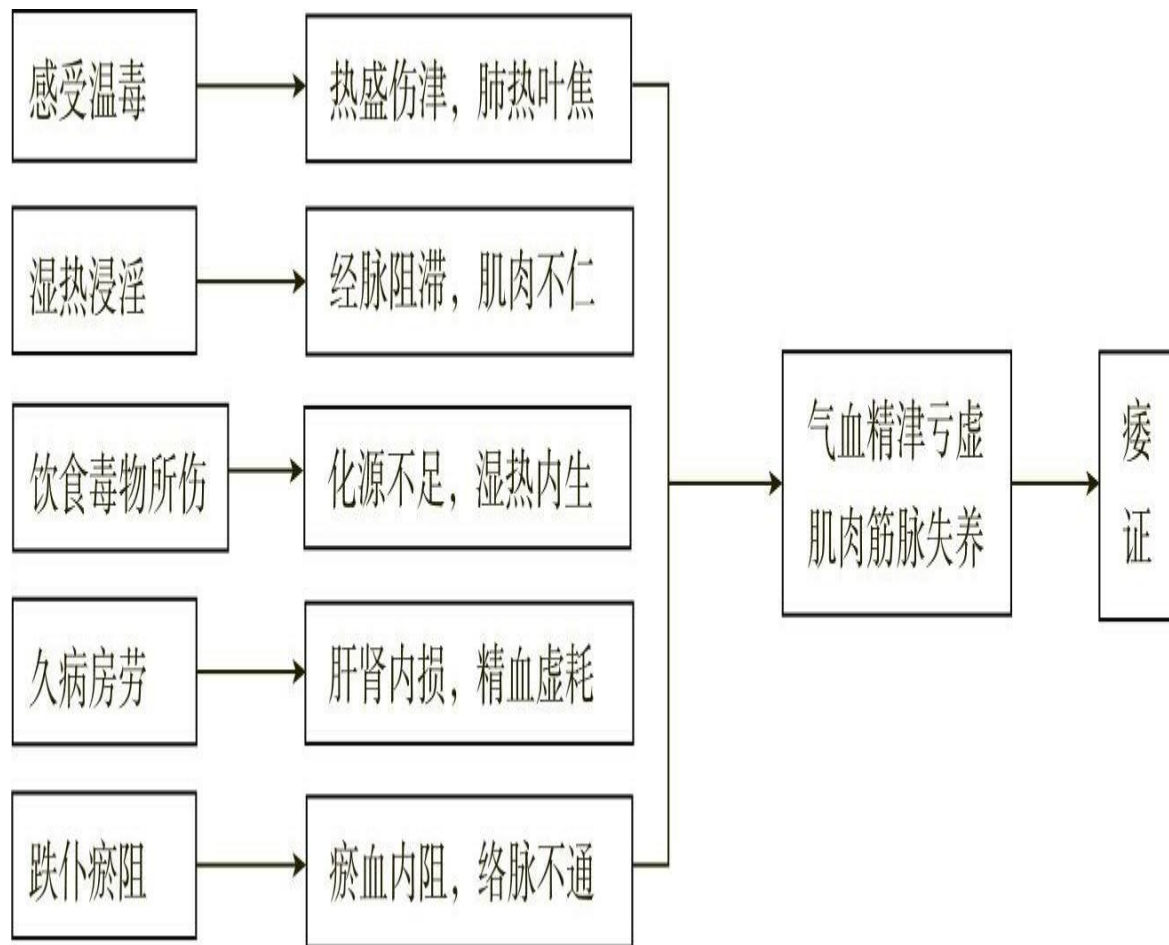 感受温毒
热盛伤津，肺热叶焦
湿热浸淫
经脉阻滞，肌肉不仁
饮食毒物所伤
化源不足，湿热内生
久病房劳
肝肾内损，精血虚耗
跌仆瘀阻
瘀血内阻，络脉不通
气血精津亏虚
肌肉筋脉失养
痿
证